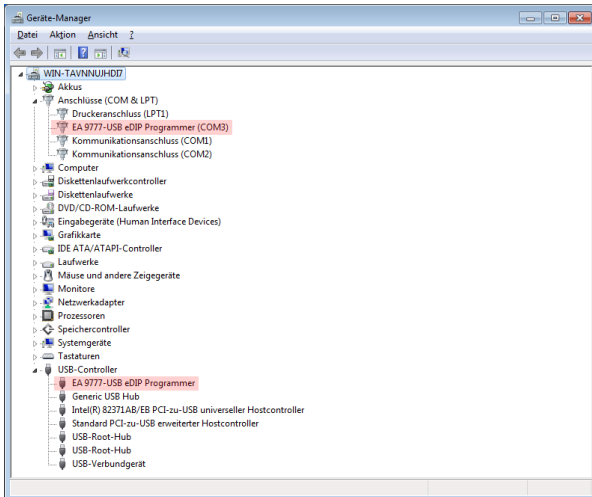 Geräte-Manager
Datei Aktion Ansicht ?
WIN-TAVNNUJHDI7
Akkus
Anschlüsse (COM & LPT)
Druckeranschluss (LPT1)
EA 9777-USB eDIP Programmer (COM3)
Kommunikationsanschluss (COM1)
Kommunikationsanschluss (COM2)
Computer
Diskettenlaufwerkcontroller
Diskettenlaufwerke
DVD/CD-ROM-Laufwerke
Eingabegeräte (Human Interface Devices)
Grafikkarte
IDE ATA/ATAPI-Controller
Laufwerke
Mäuse und andere Zeigegeräte
Monitore
Netzwerkadapter
Prozessoren
Speichercontroller
Systemgeräte
Tastaturen
USB-Controller
EA 9777-USB eDIP Programmer
Generic USB Hub
Intel(R) 82371AB/EB PCI-zu-USB universeller Hostcontroller
Standard PCI-zu-USB erweiterter Hostcontroller
USB-Root-Hub
USB-Root-Hub
USB-Verbundgerät